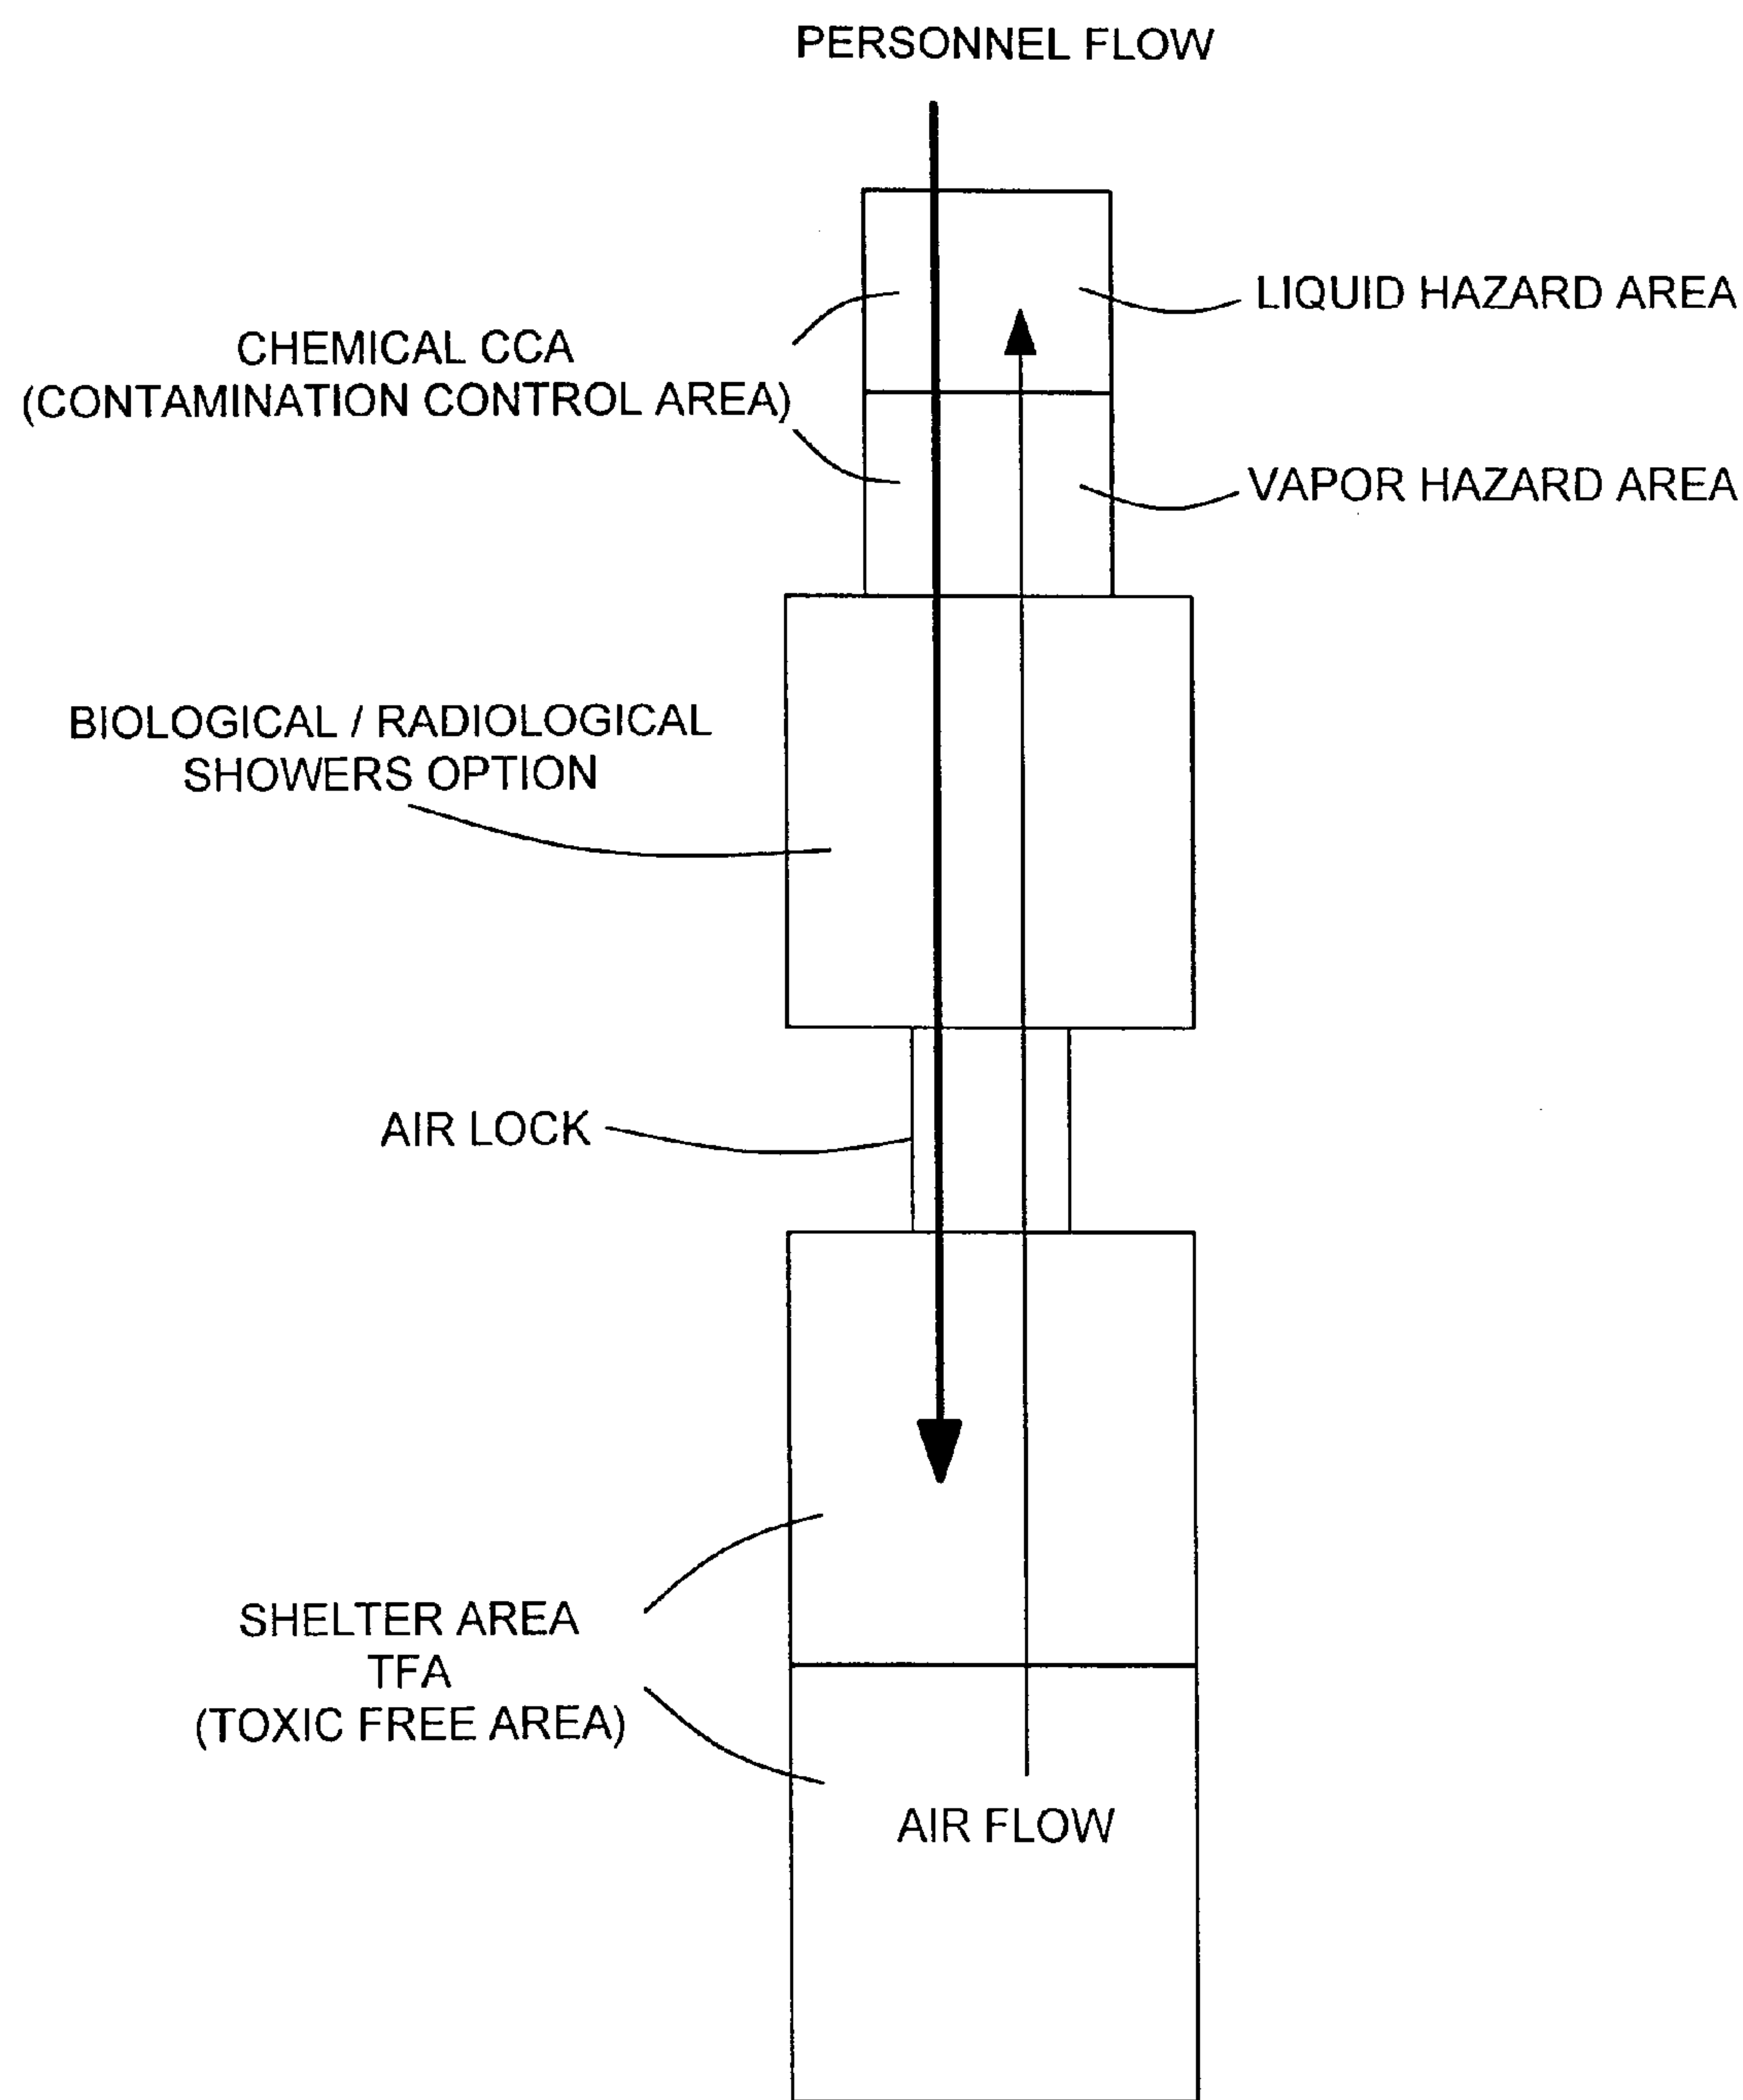 PERSONNEL FLOW
LIQUID HAZARD AREA
CHEMICAL CCA
(CONTAMINATION CONTROL AREA)
VAPOR HAZARD AREA
BIOLOGICAL / RADIOLOGICAL
SHOWERS OPTION
AIR LOCK
SHELTER AREA
TFA
(TOXIC FREE AREA)
AIR FLOW